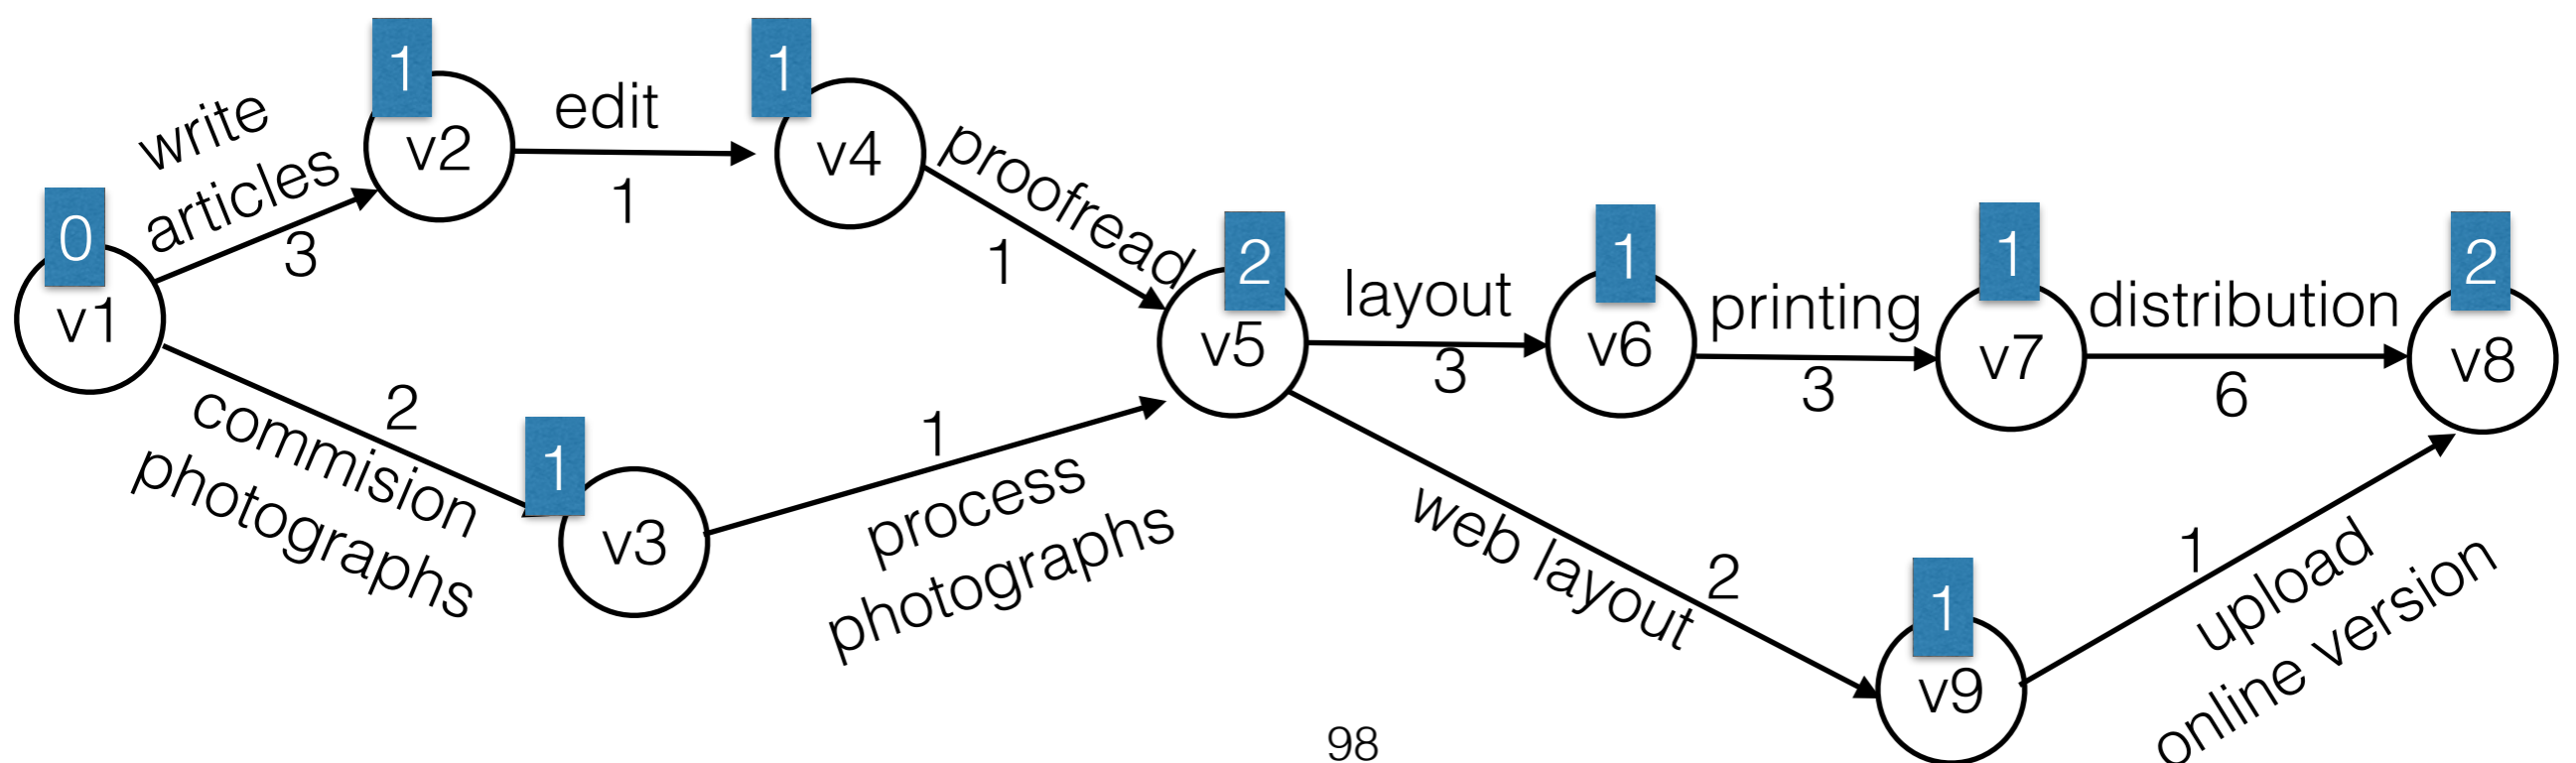 1
1
write
articles
edit
v2
v4
proofread
0
3
1
1
2
1
1
2
v1
layout
printing
distribution
v5
v6
v7
v8
3
3
6
2
commision
photographs
1
1
process
photographs
v3
web layout
2
1
1
upload
online version
v9
98